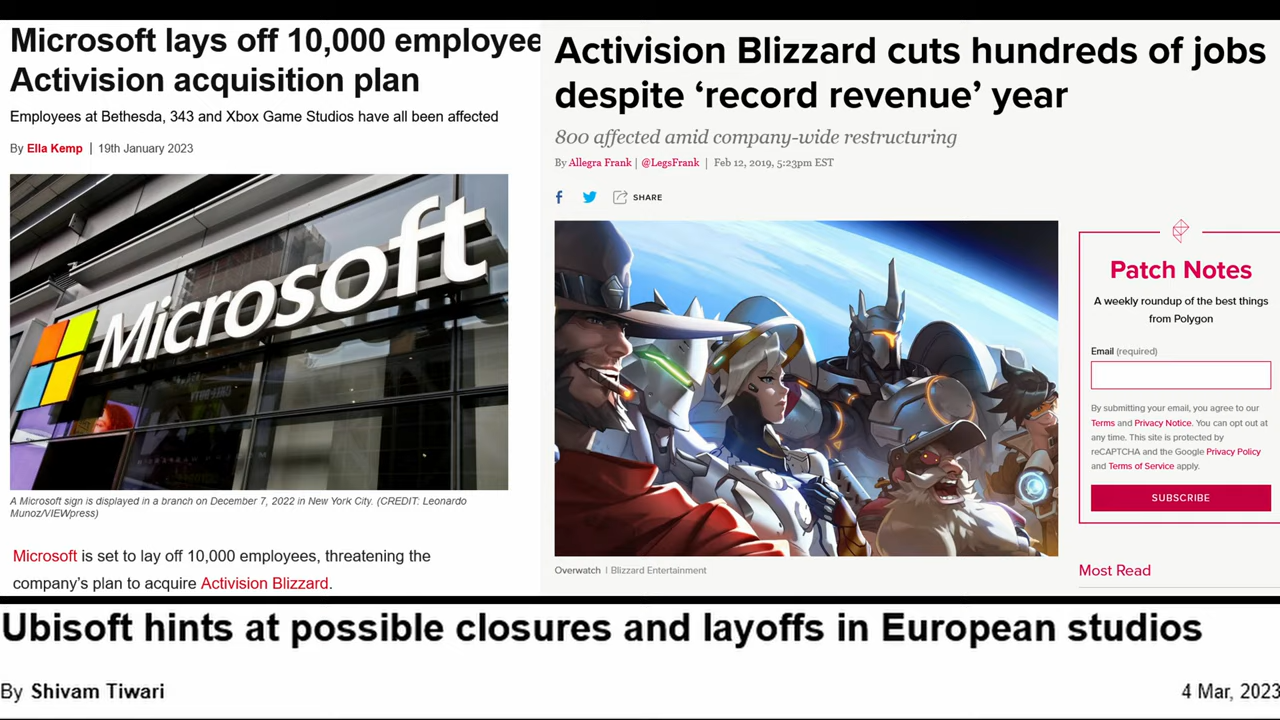 Microsoft lays off 10,000 employee
Activision acquisition plan
Employees at Bethesda, 343 and Xbox Game Studios have all been affected
By Ella Kemp | 19th January 2023
Microsoft
A Microsoft sign is displayed in a branch on December 7, 2022 in New York City. (CREDIT: Leonardo
Munoz/VIEWpress)
Microsoft is set to lay off 10,000 employees, threatening the
company's plan to acquire Activision Blizzard.
Activision Blizzard cuts hundreds of jobs
despite ‘record revenue’ year
800 affected amid company-wide restructuring
By Allegra Frank | @LegsFrank | Feb 12, 2019, 5:23pm EST
SHARE
Overwatch | Blizzard Entertainment
Patch Notes
A weekly roundup of the best things
from Polygon
Email (required)
By submitting your email, you agree to our
Terms and Privacy Notice. You can opt out at
any time. This site is protected by
reCAPTCHA and the Google Privacy Policy
and Terms of Service apply.
SUBSCRIBE
Most Read
Ubisoft hints at possible closures and layoffs in European studios
By Shivam Tiwari
4 Mar, 2023